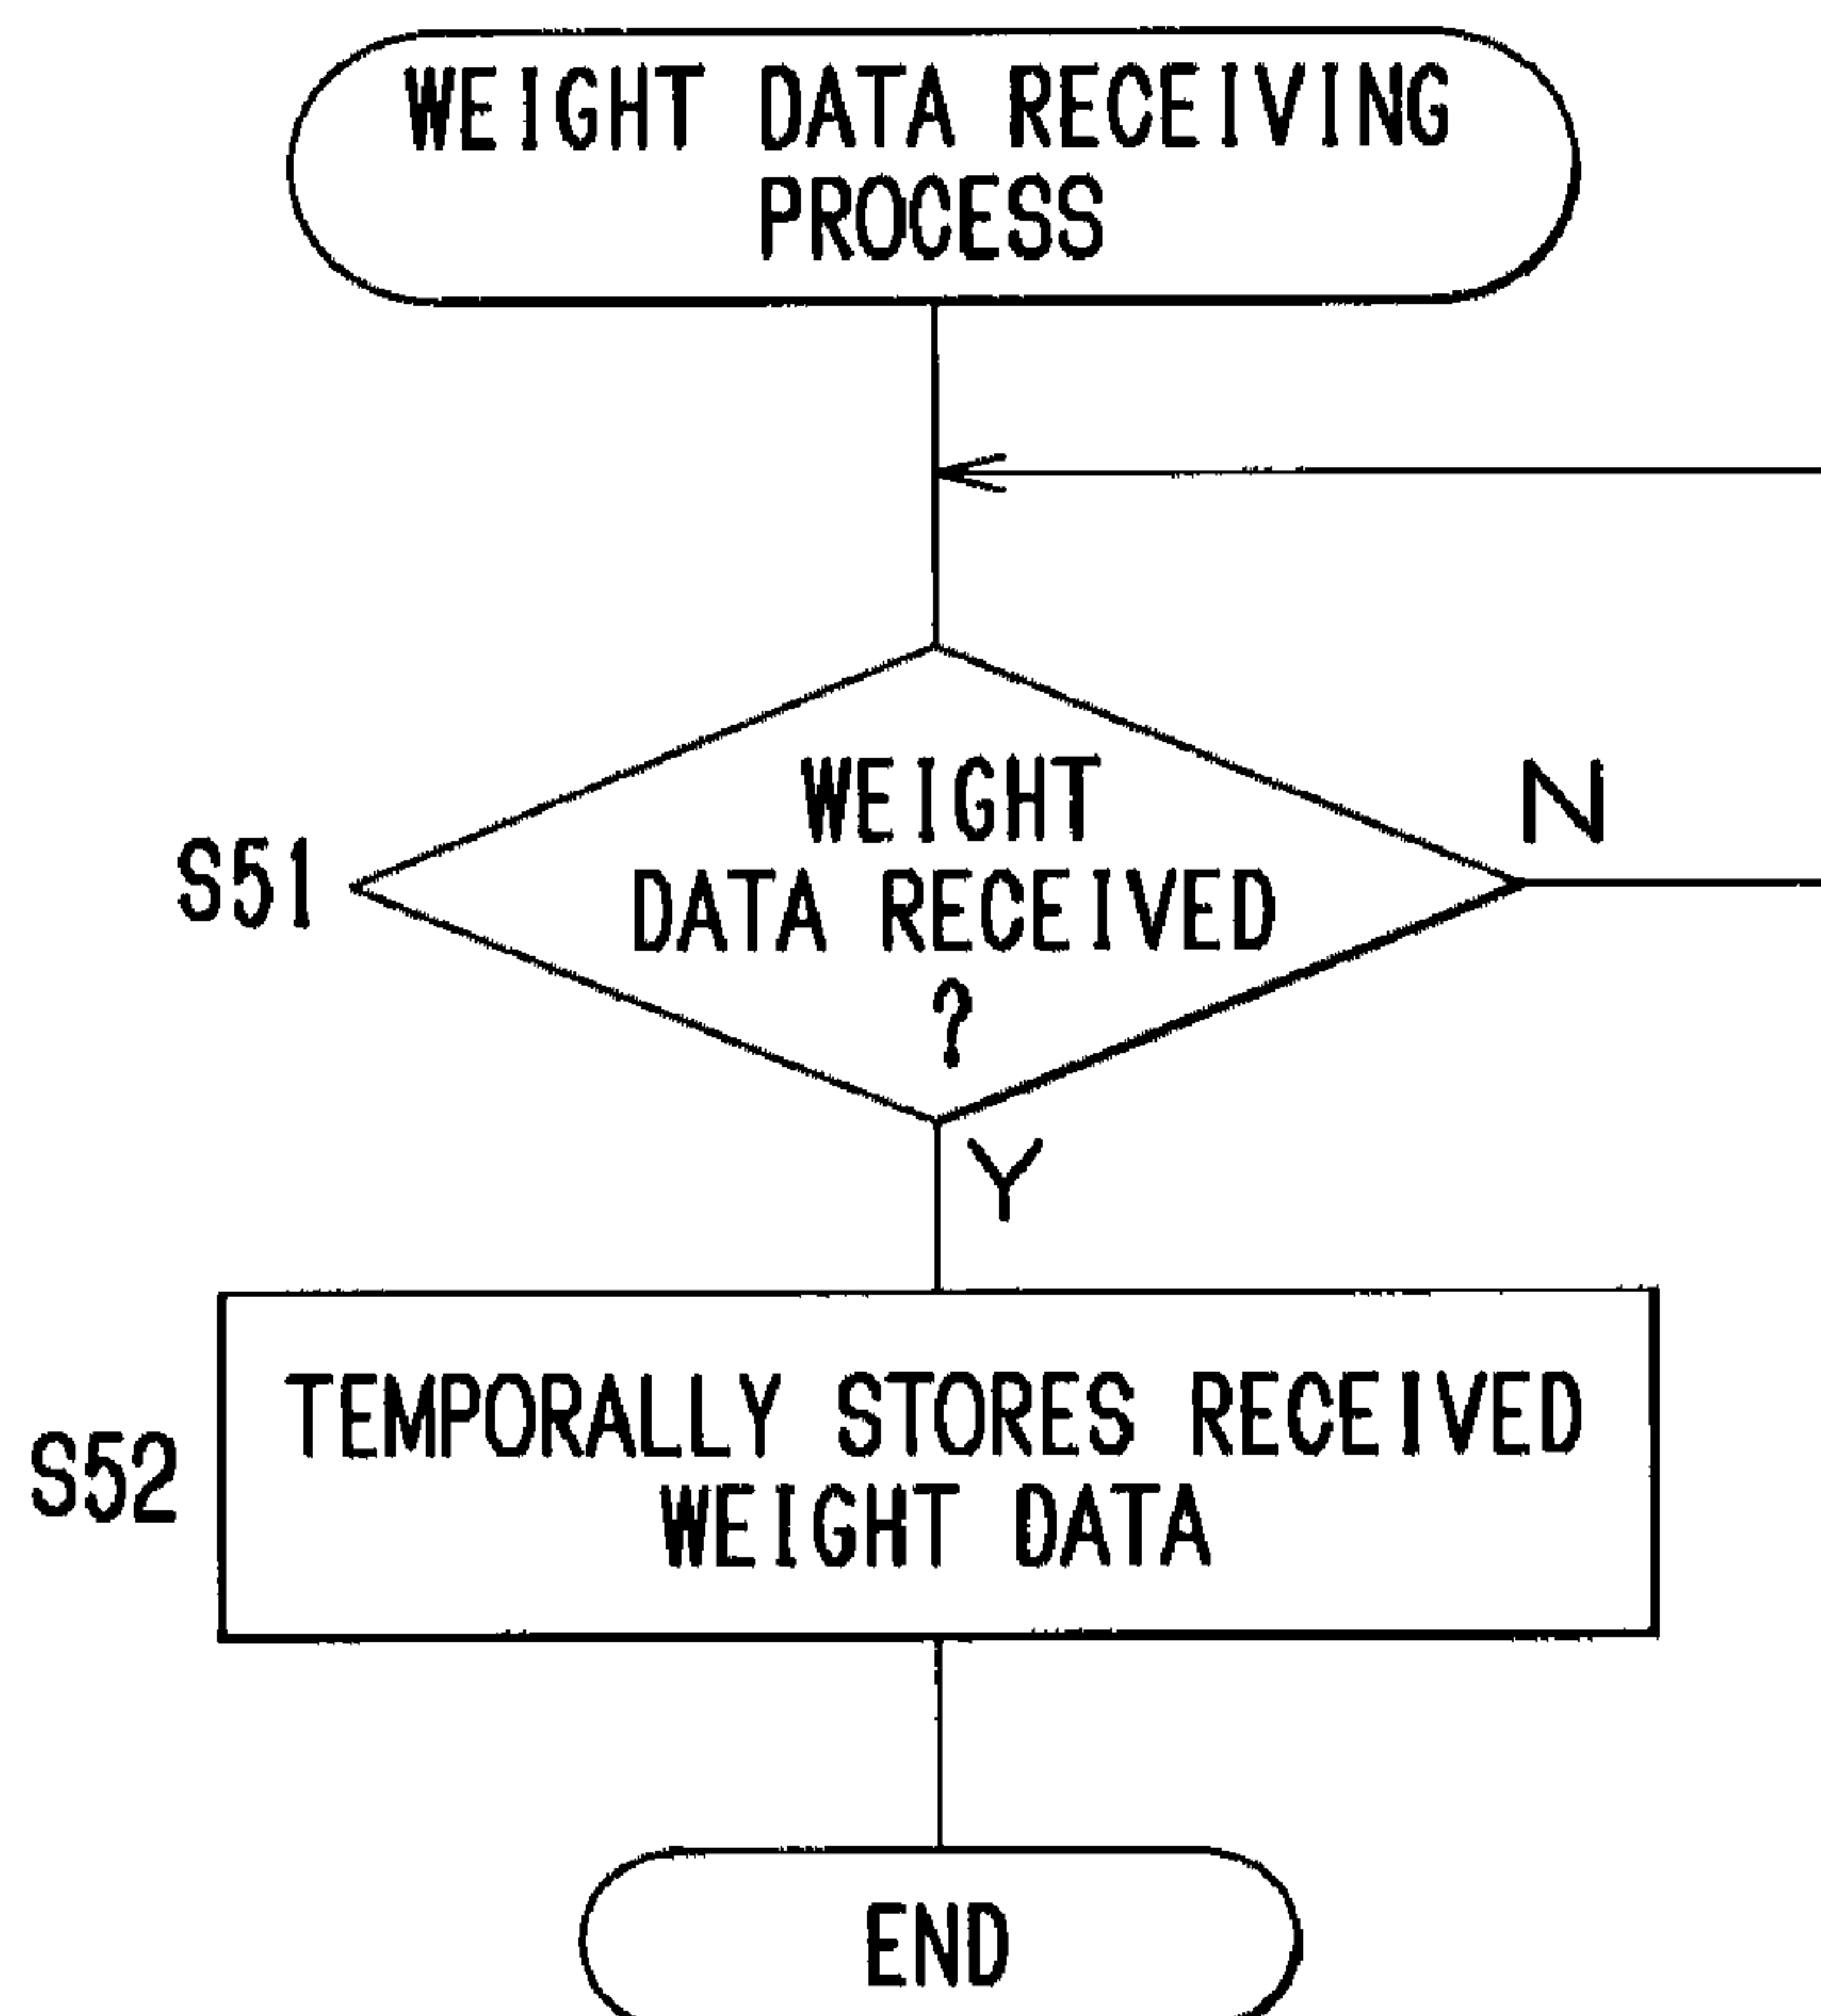 WEIGHT DATA RECEIVING
PROCESS
WEIGHT
DATA RECEIVED
?
S51
N
Y
TEMPORALLY STORES RECEIVED
WEIGHT DATA
S52
END